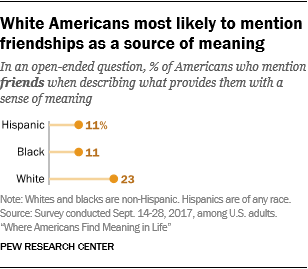 White Americans most likely to mention
friendships as a source of meaning
In an open-ended question, % of Americans who mention
friends when describing what provides them with a
sense of meaning
Hispanic 11%
Black 11
White 23
Note: Whites and blacks are non-Hispanic. Hispanics are of any race.
Source: Survey conducted Sept. 14-28, 2017, among U.S. adults.
“Where Americans Find Meaning in Life”
PEW RESEARCH CENTER